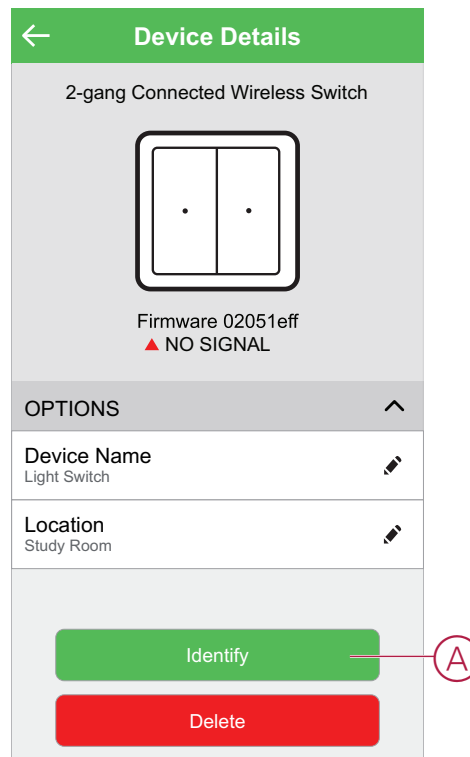 Device Details
2-gang Connected Wireless Switch
Firmware 02051eff
NO SIGNAL
OPTIONS
Device Name
Light Switch
Location
Study Room
Identify
A
Delete